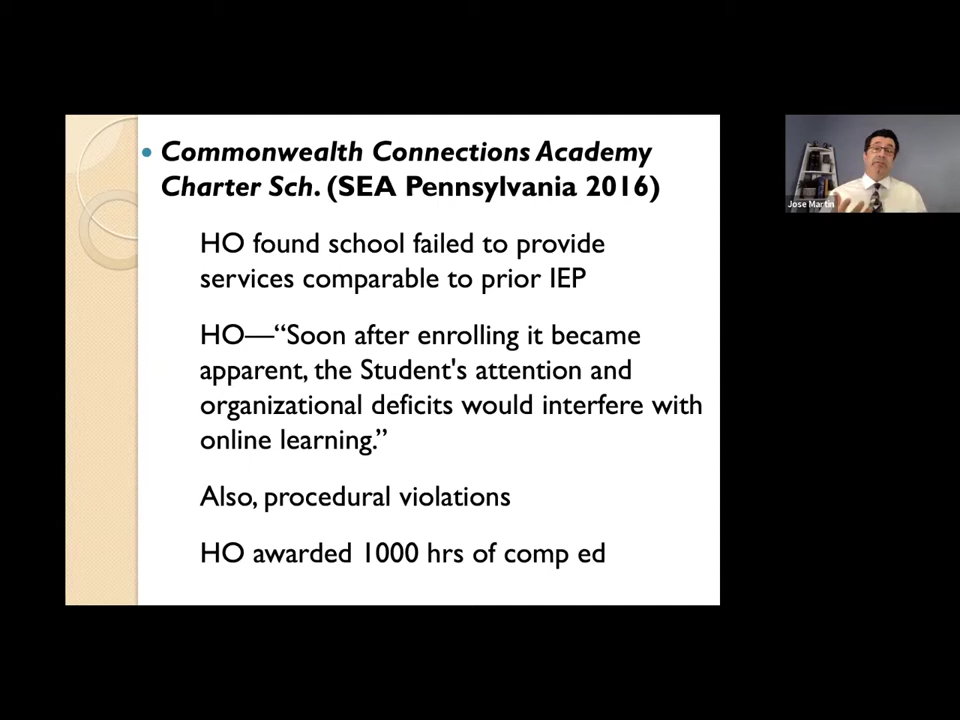 Commonwealth Connections Academy
Charter Sch. (SEA Pennsylvania 2016)
HO found school failed to provide
services comparable to prior IEP
HO—“Soon after enrolling it became
apparent, the Student's attention and
organizational deficits would interfere with
online learning.”
Also, procedural violations
HO awarded 1000 hrs of comp ed
Jose Martin